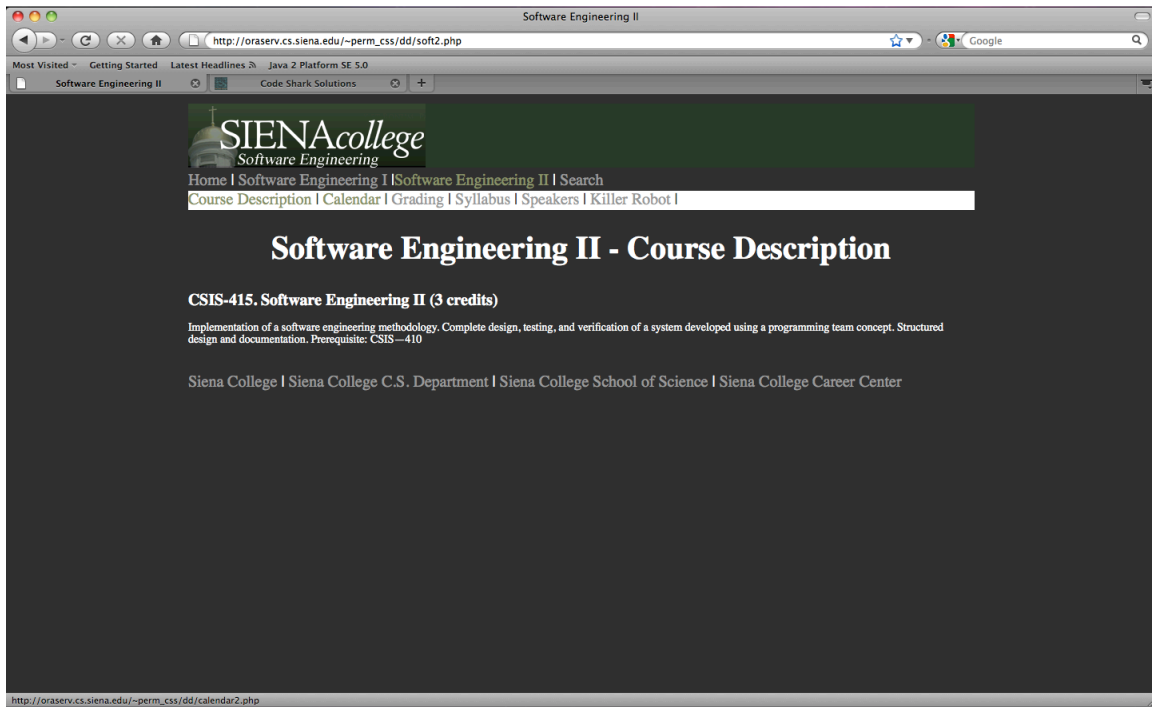 Software Engineering II
http://oraserv.cs.siena.edu/~perm_css/dd/soft2.php
Google
Most Visited Getting Started Latest Headlines Java 2 Platform SE 5.0
Software Engineering II Code Shark Solutions +
SIENAcollege
Software Engineering
Home | Software Engineering I |Software Engineering II | Search
Course Description | Calendar | Grading | Syllabus | Speakers | Killer Robot |
Software Engineering II - Course Description
CSIS-415. Software Engineering II (3 credits)
Implementation of a software engineering methodology. Complete design, testing, and verification of a system developed using a programming team concept. Structured
design and documentation. Prerequisite: CSIS—410
Siena College | Siena College C.S. Department | Siena College School of Science | Siena College Career Center
http://oraserv.cs.siena.edu/~perm_css/dd/calendar2.php